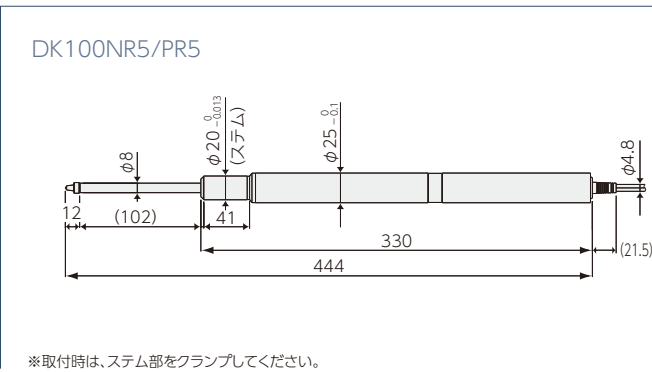 DK100NR5/PR5
φ8
φ20 0 -0.013
(ステム)
φ25 0 -0.1
φ4.8
12
(102)
41
330
(21.5)
444
※取付時は、ステム部をクランプしてください。